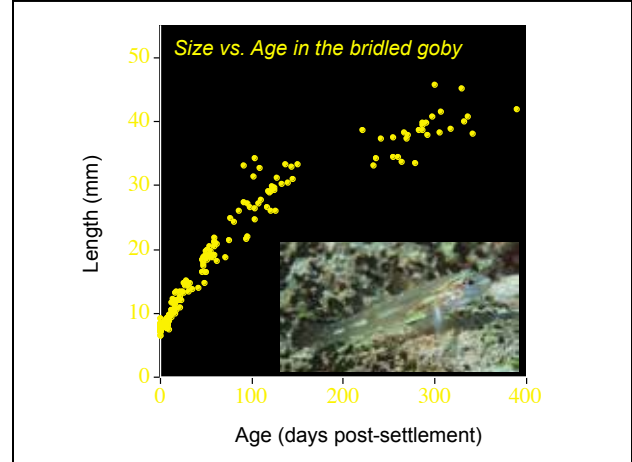 Size vs. Age in the bridled goby
50
40
30
20
10
0
Length (mm)
0 100 200 300 400
Age (days post-settlement)